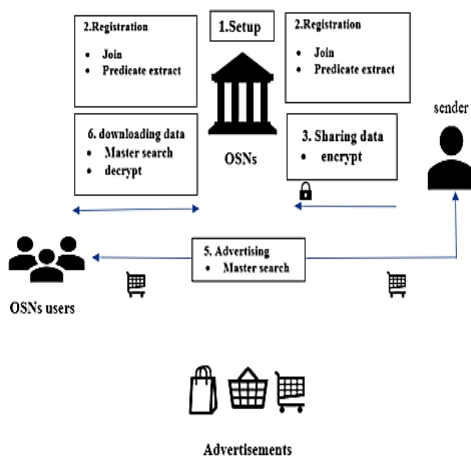 2.Registration
• Join
• Predicate extract
1.Setup
2.Registration
• Join
• Predicate extract
sender
6. downloading data
• Master search
• decrypt
OSNs
3. Sharing data
• encrypt
5. Advertising
• Master search
OSNs users
Advertisements